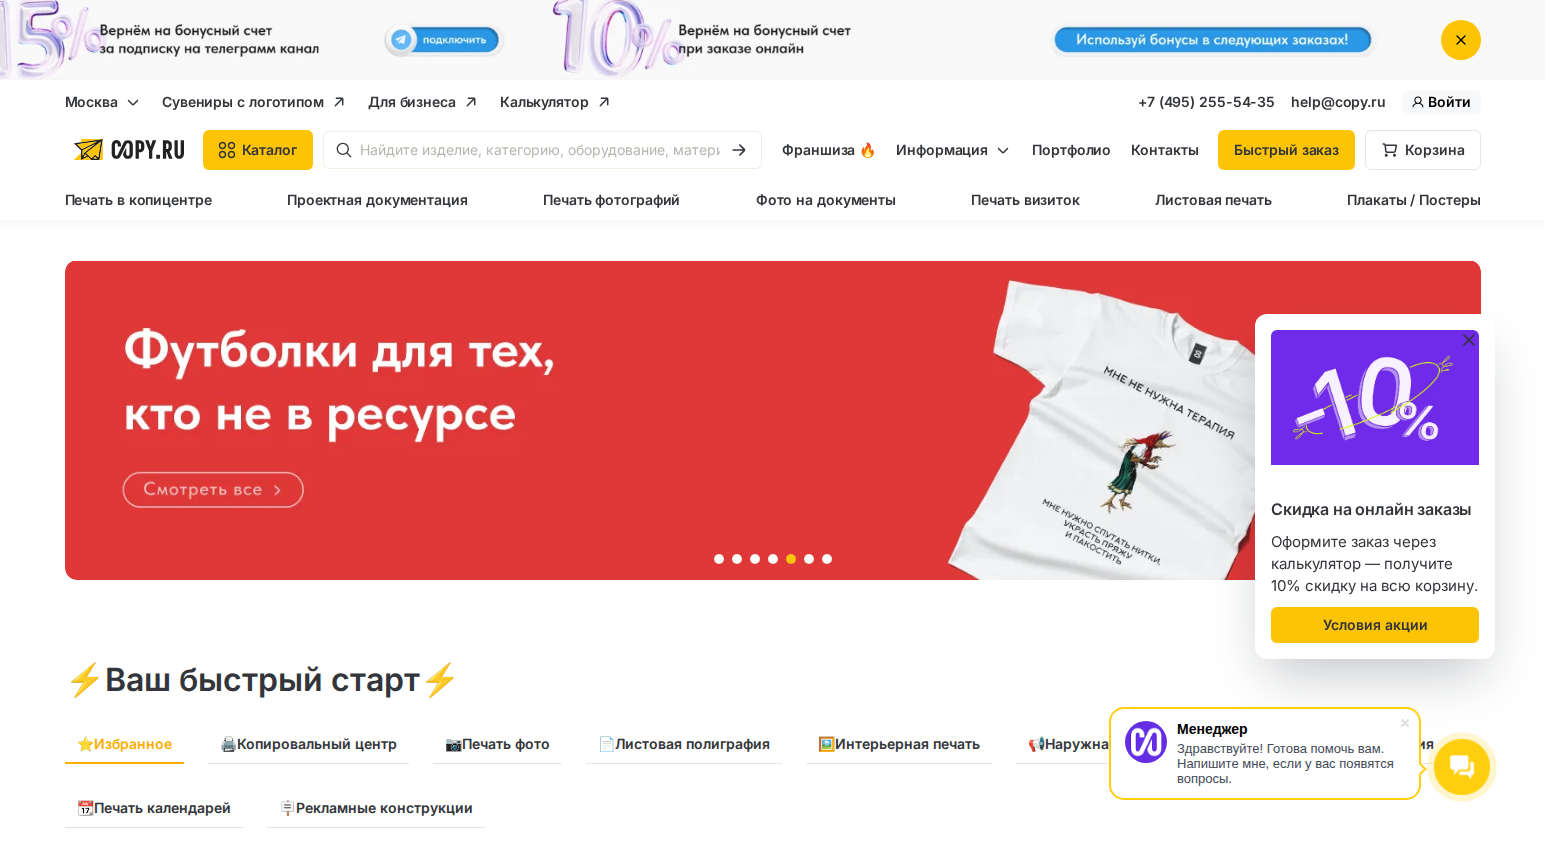 15%
Вернём на бонусный счет
за подписку на телеграмм канал
подключить
10%
Вернём на бонусный счет
при заказе онлайн
Используй бонусы в следующих заказах!
Москва
Сувениры с логотипом
Для бизнеса
Калькулятор
+7 (495) 255-54-35
help@copy.ru
Войти
COPY.RU
Каталог
Найдите изделие, категорию, оборудование, матери
Франшиза 🔥
Информация
Портфолио
Контакты
Быстрый заказ
Корзина
Печать в копицентре
Проектная документация
Печать фотографий
Фото на документы
Печать визиток
Листовая печать
Плакаты / Постеры
Футболки для тех,
кто не в ресурсе
Смотреть все
МНЕ НЕ НУЖНА ТЕРАПИЯ
МНЕ НУЖНО СПУТАТЬ НИТКИ,
УКРАСТЬ ПРЯЖУ
И ПАКОСТИТЬ
-10%
Скидка на онлайн заказы
Оформите заказ через
калькулятор — получите
10% скидку на всю корзину.
Условия акции
⚡Ваш быстрый старт⚡
⭐Избранное
🖨️Копировальный центр
📷Печать фото
📄Листовая полиграфия
🖼️Интерьерная печать
📢Наружна
ия
📆Печать календарей
🪧Рекламные конструкции
Менеджер
Здравствуйте! Готова помочь вам.
Напишите мне, если у вас появятся
вопросы.